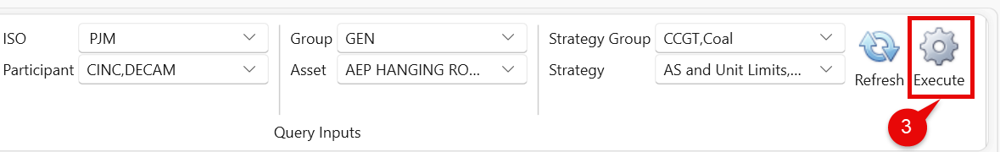 ISO PJM Group GEN Strategy Group CCGT,Coal
Participant CINC,DECAM Asset AEP HANGING RO... Strategy AS and Unit Limits,... Refresh Execute
Query Inputs
3